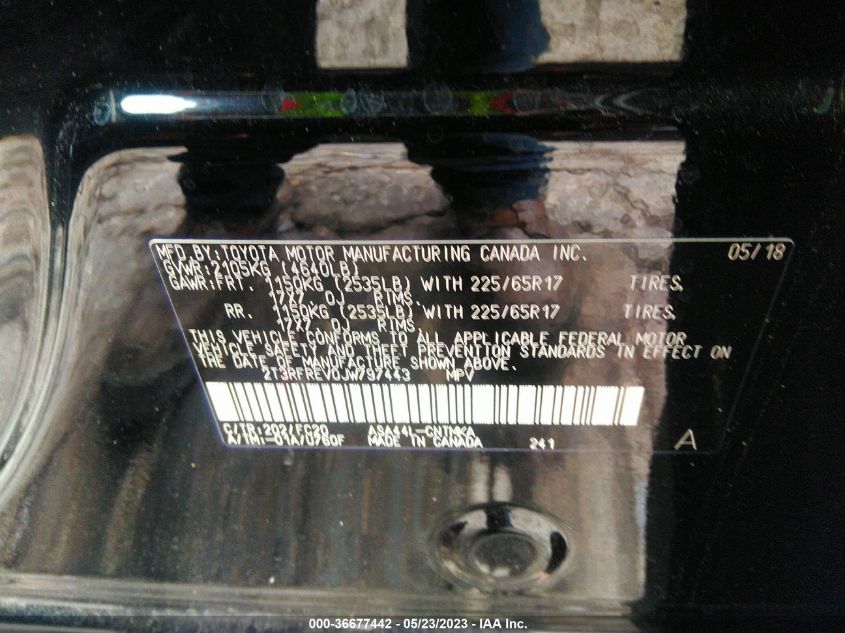 MFD.BY:TOYOTA MOTOR MANUFACTURING CANADA INC. 05/18
GVWR:2105KG (4640LB)
GAWR:FRT. 1150KG (2535LB) WITH 225/65R17 TIRES,
17X7.0J RIMS,
RR. 1150KG (2535LB) WITH 225/65R17 TIRES,
17X7.0J RIMS,
THIS VEHICLE CONFORMS TO ALL APPLICABLE FEDERAL MOTOR
VEHICLE SAFETY AND THEFT PREVENTION STANDARDS IN EFFECT ON
THE DATE OF MANUFACTURE SHOWN ABOVE.
2T3RFREV0JW797443 MPV
C/TR:202/FC20 ASA44L-CNTMKA
A/TM:-01A/U760F MADE IN CANADA 241 A
000-36677442 - 05/23/2023 - IAA Inc.